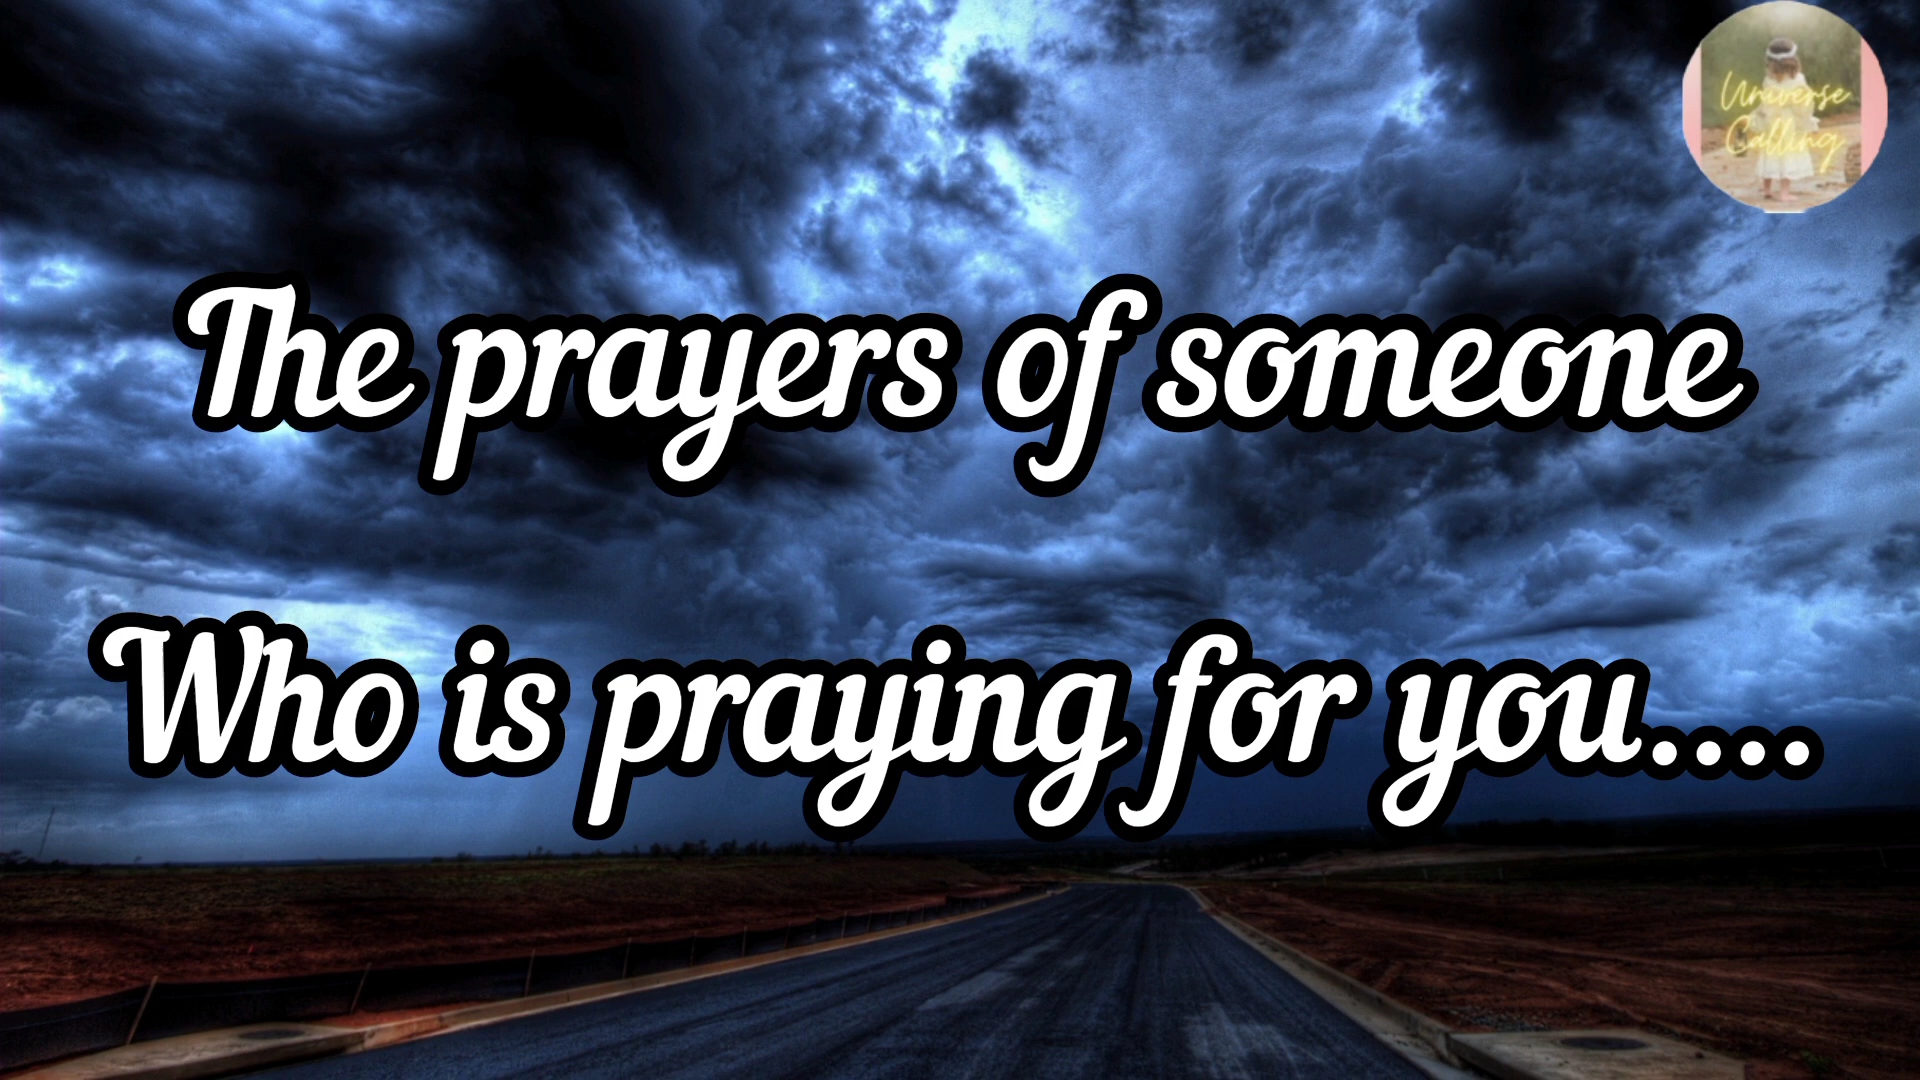 Universe
Calling
The prayers of someone
Who is praying for you....